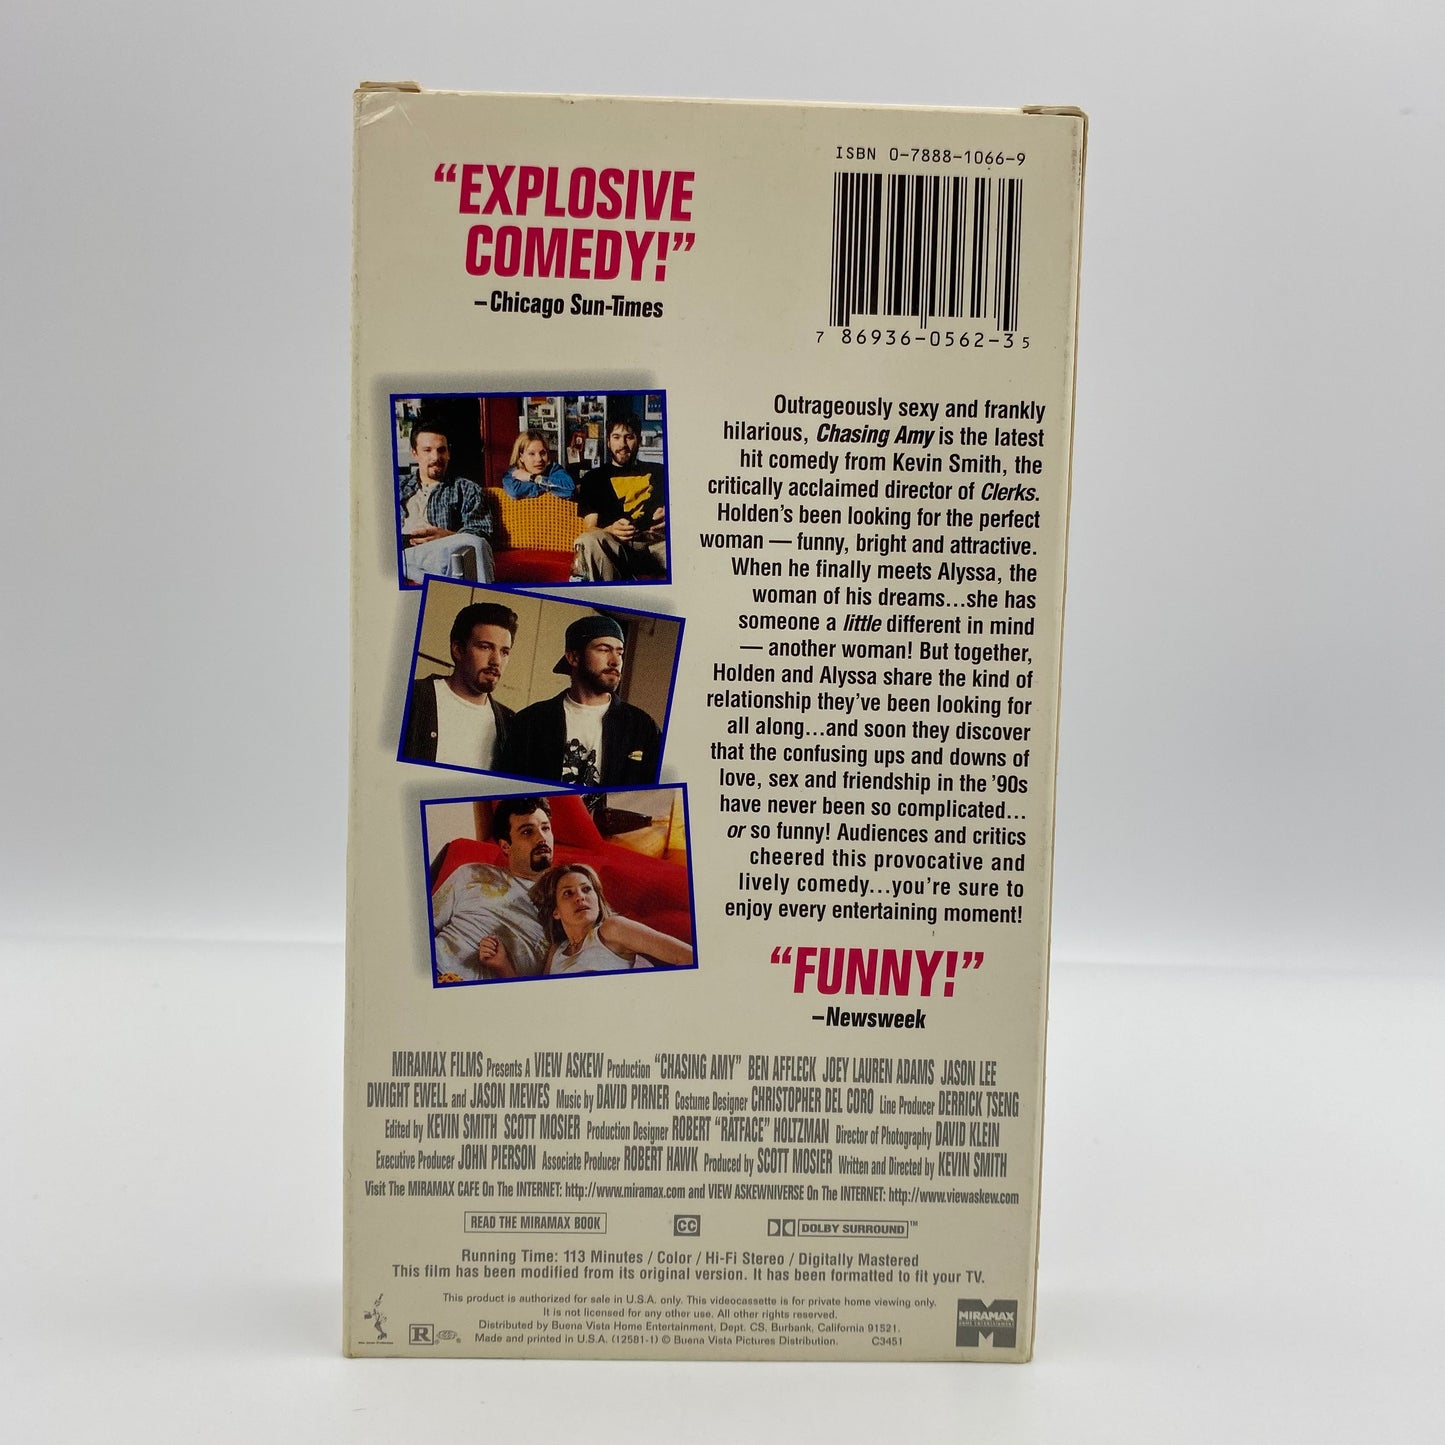 "EXPLOSIVE
COMEDY!"
–Chicago Sun-Times
ISBN 0-7888-1066-9
7 86936-0562-3 5
Outrageously sexy and frankly
hilarious, Chasing Amy is the latest
hit comedy from Kevin Smith, the
critically acclaimed director of Clerks.
Holden's been looking for the perfect
woman — funny, bright and attractive.
When he finally meets Alyssa, the
woman of his dreams...she has
someone a little different in mind
— another woman! But together,
Holden and Alyssa share the kind of
relationship they've been looking for
all along...and soon they discover
that the confusing ups and downs of
love, sex and friendship in the '90s
have never been so complicated...
or so funny! Audiences and critics
cheered this provocative and
lively comedy...you're sure to
enjoy every entertaining moment!
"FUNNY!"
–Newsweek
MIRAMAX FILMS Presents A VIEW ASKEW Production "CHASING AMY" BEN AFFLECK JOEY LAUREN ADAMS JASON LEE
DWIGHT EWELL and JASON MEWES Music by DAVID PIRNER Costume Designer CHRISTOPHER DEL CORO Line Producer DERRICK TSENG
Edited by KEVIN SMITH SCOTT MOSIER Production Designer ROBERT "RATFACE" HOLTZMAN Director of Photography DAVID KLEIN
Executive Producer JOHN PIERSON Associate Producer ROBERT HAWK Produced by SCOTT MOSIER Written and Directed by KEVIN SMITH
Visit The MIRAMAX CAFE On The INTERNET: http://www.miramax.com and VIEW ASKEWNIVERSE On The INTERNET: http://www.viewaskew.com
READ THE MIRAMAX BOOK
CC
DOLBY SURROUND™
Running Time: 113 Minutes / Color / Hi-Fi Stereo / Digitally Mastered
This film has been modified from its original version. It has been formatted to fit your TV.
This product is authorized for sale in U.S.A. only. This videocassette is for private home viewing only.
It is not licensed for any other use. All other rights reserved.
Distributed by Buena Vista Home Entertainment, Dept. CS, Burbank, California 91521.
Made and printed in U.S.A. (12581-1) © Buena Vista Pictures Distribution. C3451
R
MIRAMAX
HOME ENTERTAINMENT